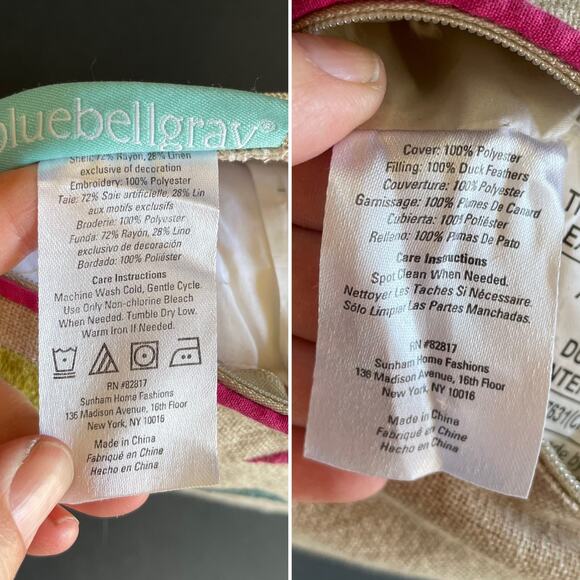 bluebellgray®
Shell: 72% Rayon, 28% Linen
exclusive of decoration
Embroidery: 100% Polyester
Taie: 72% Soie artificielle, 28% Lin
aux motifs exclusifs
Broderie: 100% Polyester
Funda: 72% Rayón, 28% Lino
exclusivo de decoración
Bordado: 100% Poliéster
Care Instructions
Machine Wash Cold, Gentle Cycle.
Use Only Non-chlorine Bleach
When Needed. Tumble Dry Low.
Warm Iron If Needed.
RN #82817
Sunham Home Fashions
136 Madison Avenue, 16th Floor
New York, NY 10016
Made in China
Fabriqué en Chine
Hecho en China
Cover: 100% Polyester
Filling: 100% Duck Feathers
Couverture: 100% Polyester
Garnissage: 100% Plumes De Canard
Cubierta: 100% Poliéster
Relleno: 100% Plumas De Pato
Care Instructions
Spot Clean When Needed.
Nettoyer Les Taches Si Nécessaire.
Sólo Limpiar Las Partes Manchadas.
RN #82817
Sunham Home Fashions
136 Madison Avenue, 16th Floor
New York, NY 10016
Made in China
Fabriqué en Chine
Hecho en China